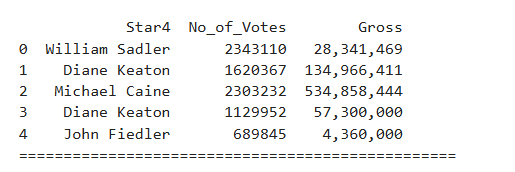 Star4 No_of_Votes Gross
0 William Sadler 2343110 28,341,469
1 Diane Keaton 1620367 134,966,411
2 Michael Caine 2303232 534,858,444
3 Diane Keaton 1129952 57,300,000
4 John Fiedler 689845 4,360,000
=================================================